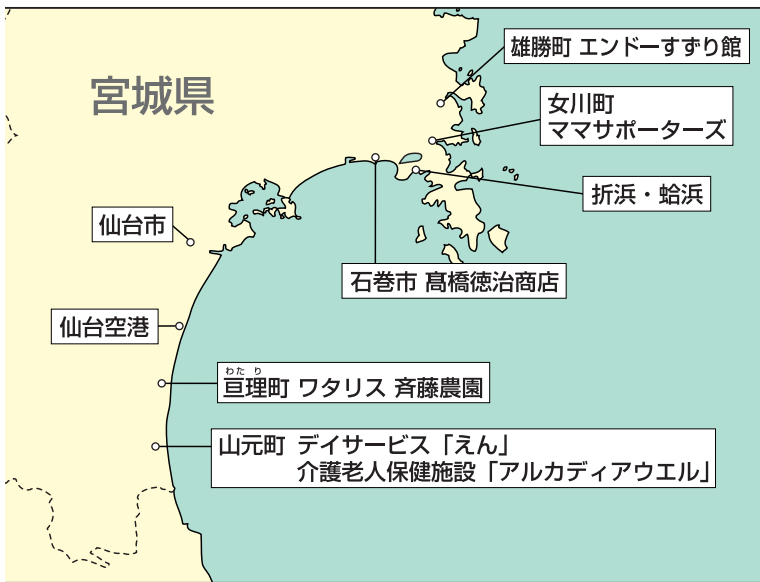 宮城県
雄勝町 エンドーすずり館
女川町
ママサポーターズ
折浜・蛤浜
仙台市
石巻市 髙橋徳治商店
仙台空港
わたり
亘理町 ワタリス 斉藤農園
山元町 デイサービス「えん」
介護老人保健施設「アルカディアウエル」